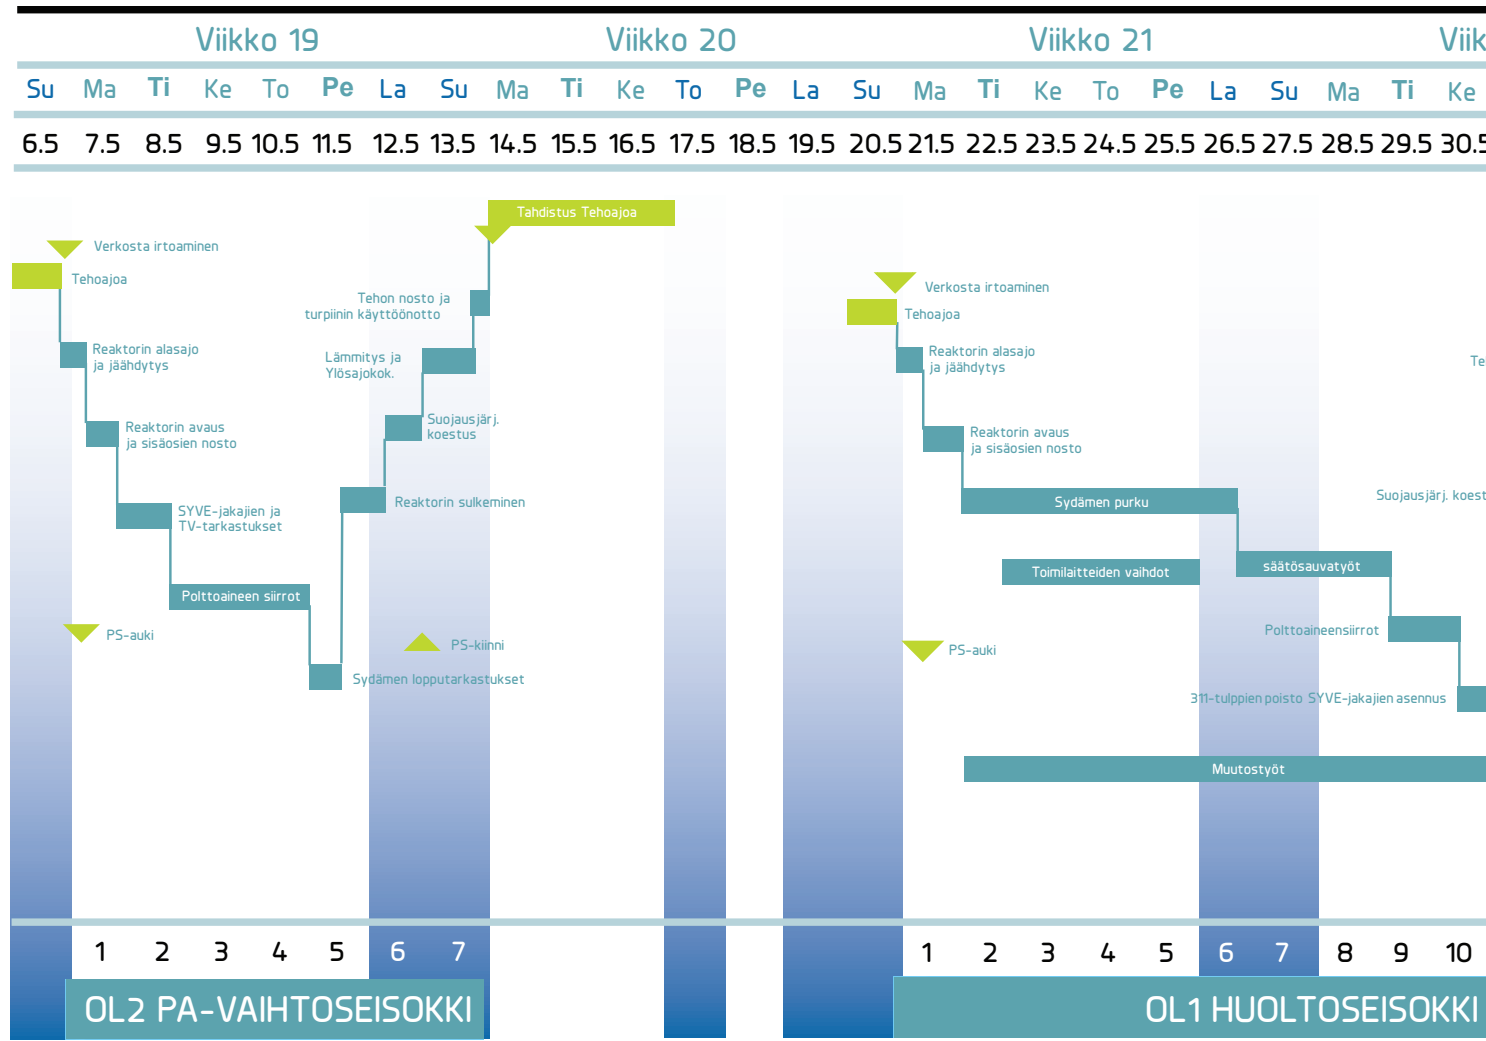 Viikko 19 Viikko 20 Viikko 21 Viik
Su Ma Ti Ke To Pe La Su Ma Ti Ke To Pe La Su Ma Ti Ke To Pe La Su Ma Ti Ke
6.5 7.5 8.5 9.5 10.5 11.5 12.5 13.5 14.5 15.5 16.5 17.5 18.5 19.5 20.5 21.5 22.5 23.5 24.5 25.5 26.5 27.5 28.5 29.5 30.5
Tahdistus Tehoajoa
Verkosta irtoaminen
Tehoajoa
Tehon nosto ja
turpiinin käyttöönotto
Reaktorin alasajo
ja jäähdytys
Lämmitys ja
Ylösajokok.
Reaktorin avaus
ja sisäosien nosto
Suojausjärj.
koestus
SYVE-jakajien ja
TV-tarkastukset
Reaktorin sulkeminen
Polttoaineen siirrot
PS-auki
PS-kiinni
Sydämen lopputarkastukset
Verkosta irtoaminen
Tehoajoa
Reaktorin alasajo
ja jäähdytys
Te
Reaktorin avaus
ja sisäosien nosto
Sydämen purku
Suojausjärj. koest
Toimilaitteiden vaihdot
säätösauvatyöt
Polttoaineensiirrot
PS-auki
311-tulppien poisto SYVE-jakajien asennus
Muutostyöt
1 2 3 4 5 6 7 1 2 3 4 5 6 7 8 9 10
OL2 PA-VAIHTOSEISOKKI OL1 HUOLTOSEISOKKI